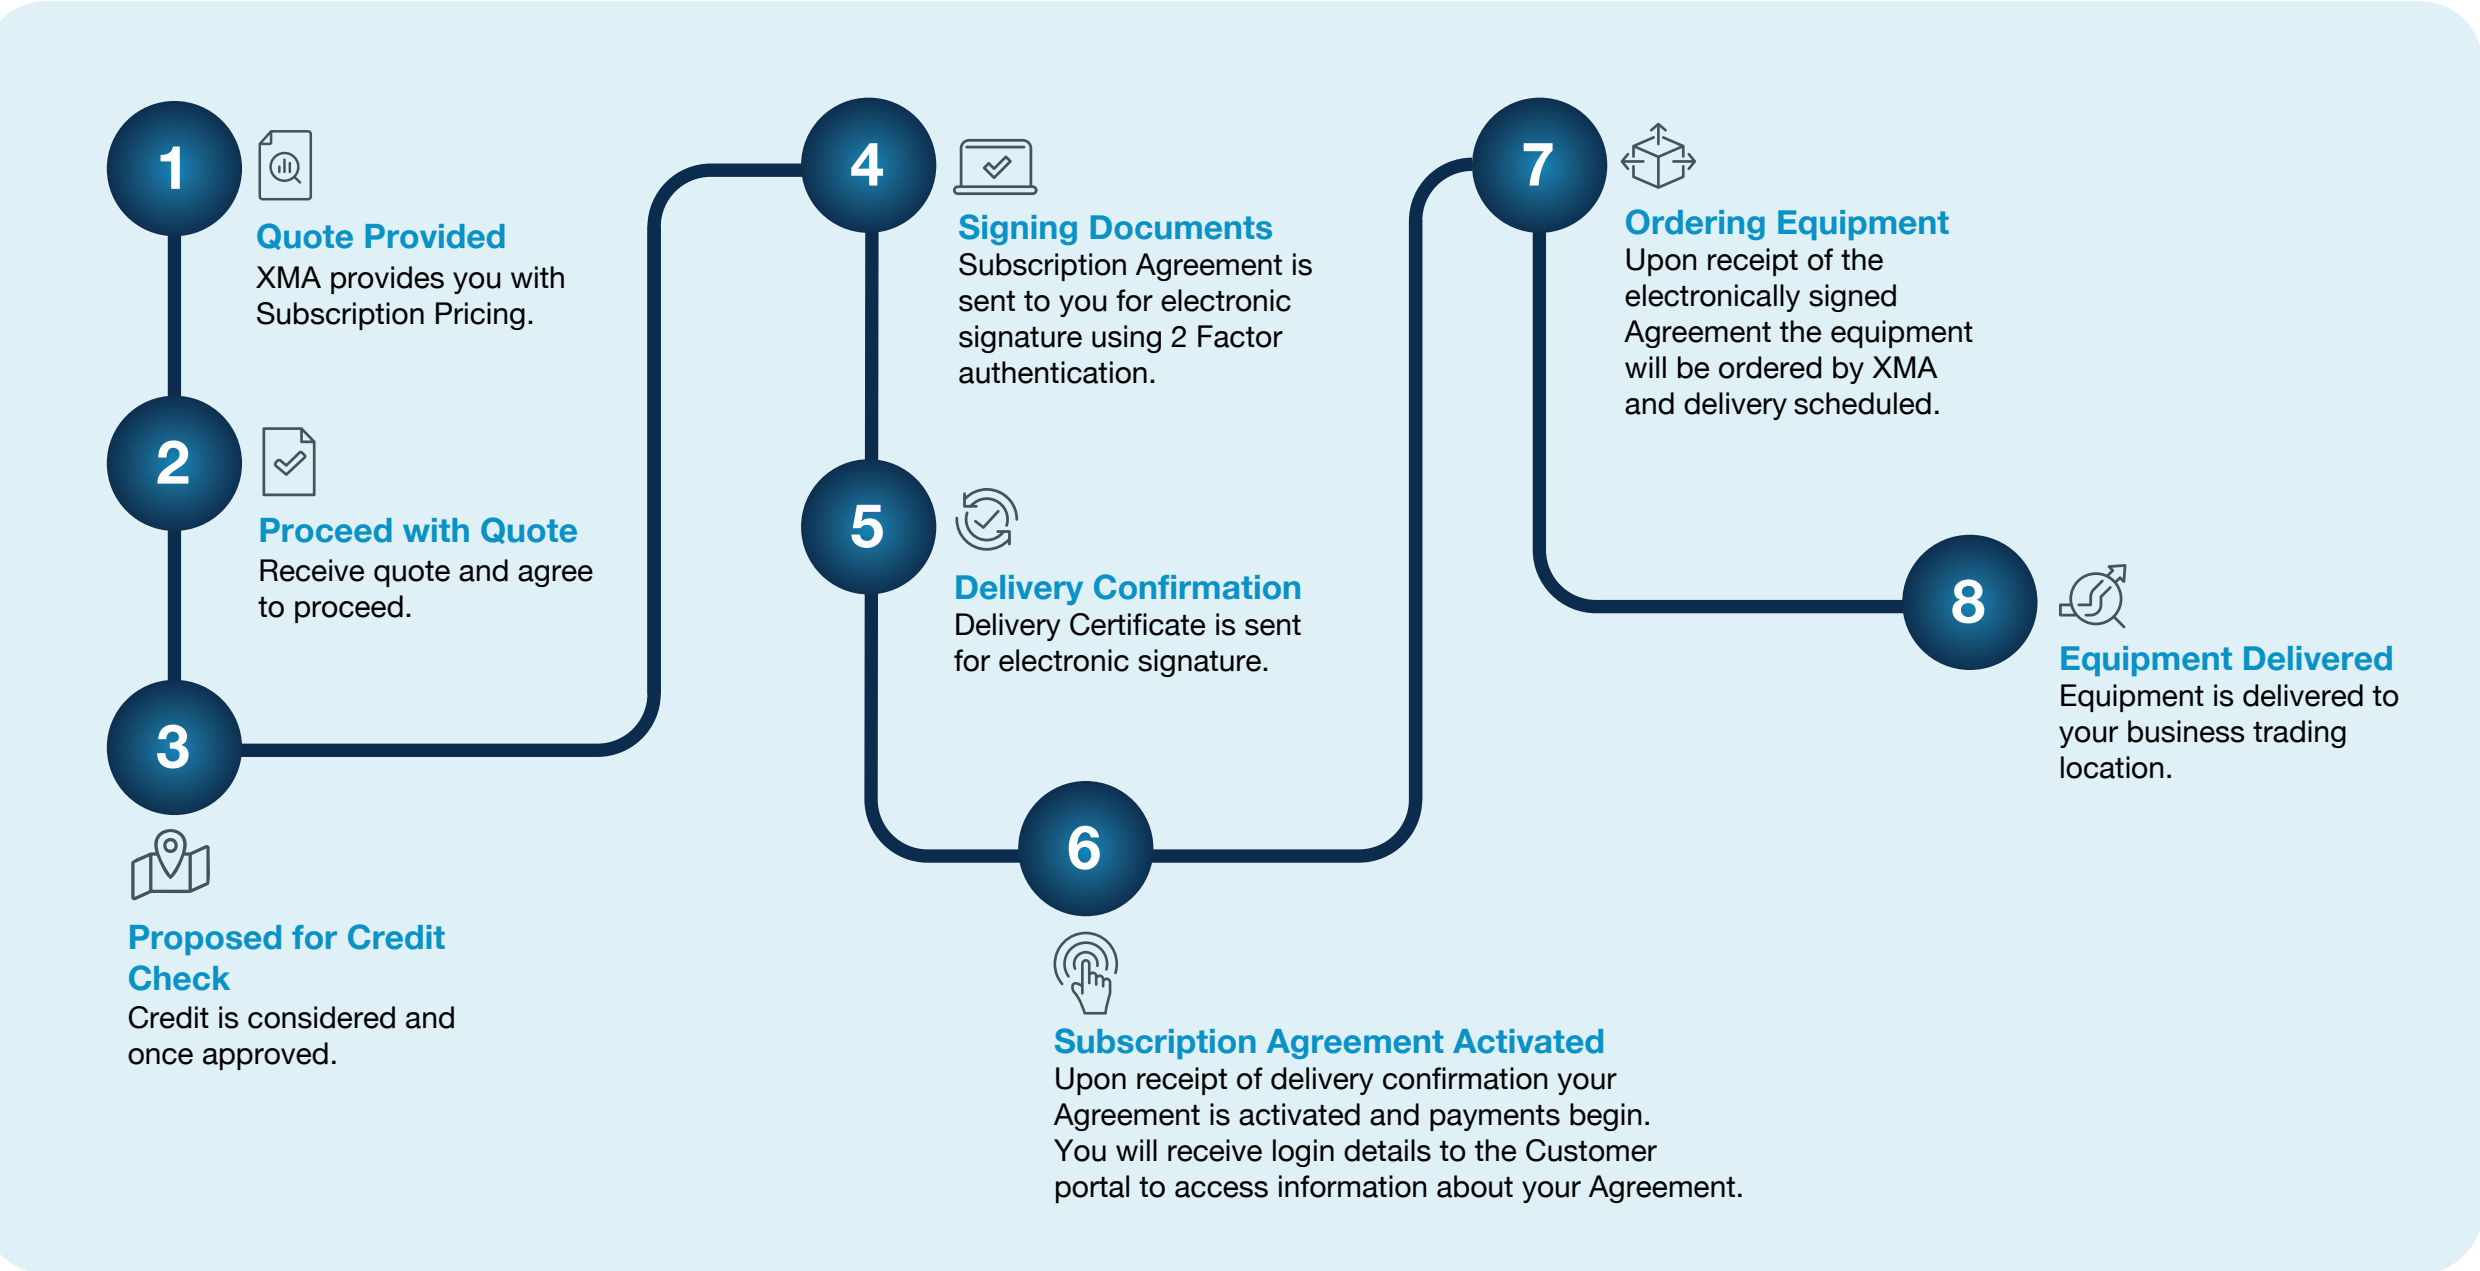 1
Quote Provided
XMA provides you with
Subscription Pricing.
2
Proceed with Quote
Receive quote and agree
to proceed.
3
Proposed for Credit
Check
Credit is considered and
once approved.
4
Signing Documents
Subscription Agreement is
sent to you for electronic
signature using 2 Factor
authentication.
5
Delivery Confirmation
Delivery Certificate is sent
for electronic signature.
6
Subscription Agreement Activated
Upon receipt of delivery confirmation your
Agreement is activated and payments begin.
You will receive login details to the Customer
portal to access information about your Agreement.
7
Ordering Equipment
Upon receipt of the
electronically signed
Agreement the equipment
will be ordered by XMA
and delivery scheduled.
8
Equipment Delivered
Equipment is delivered to
your business trading
location.